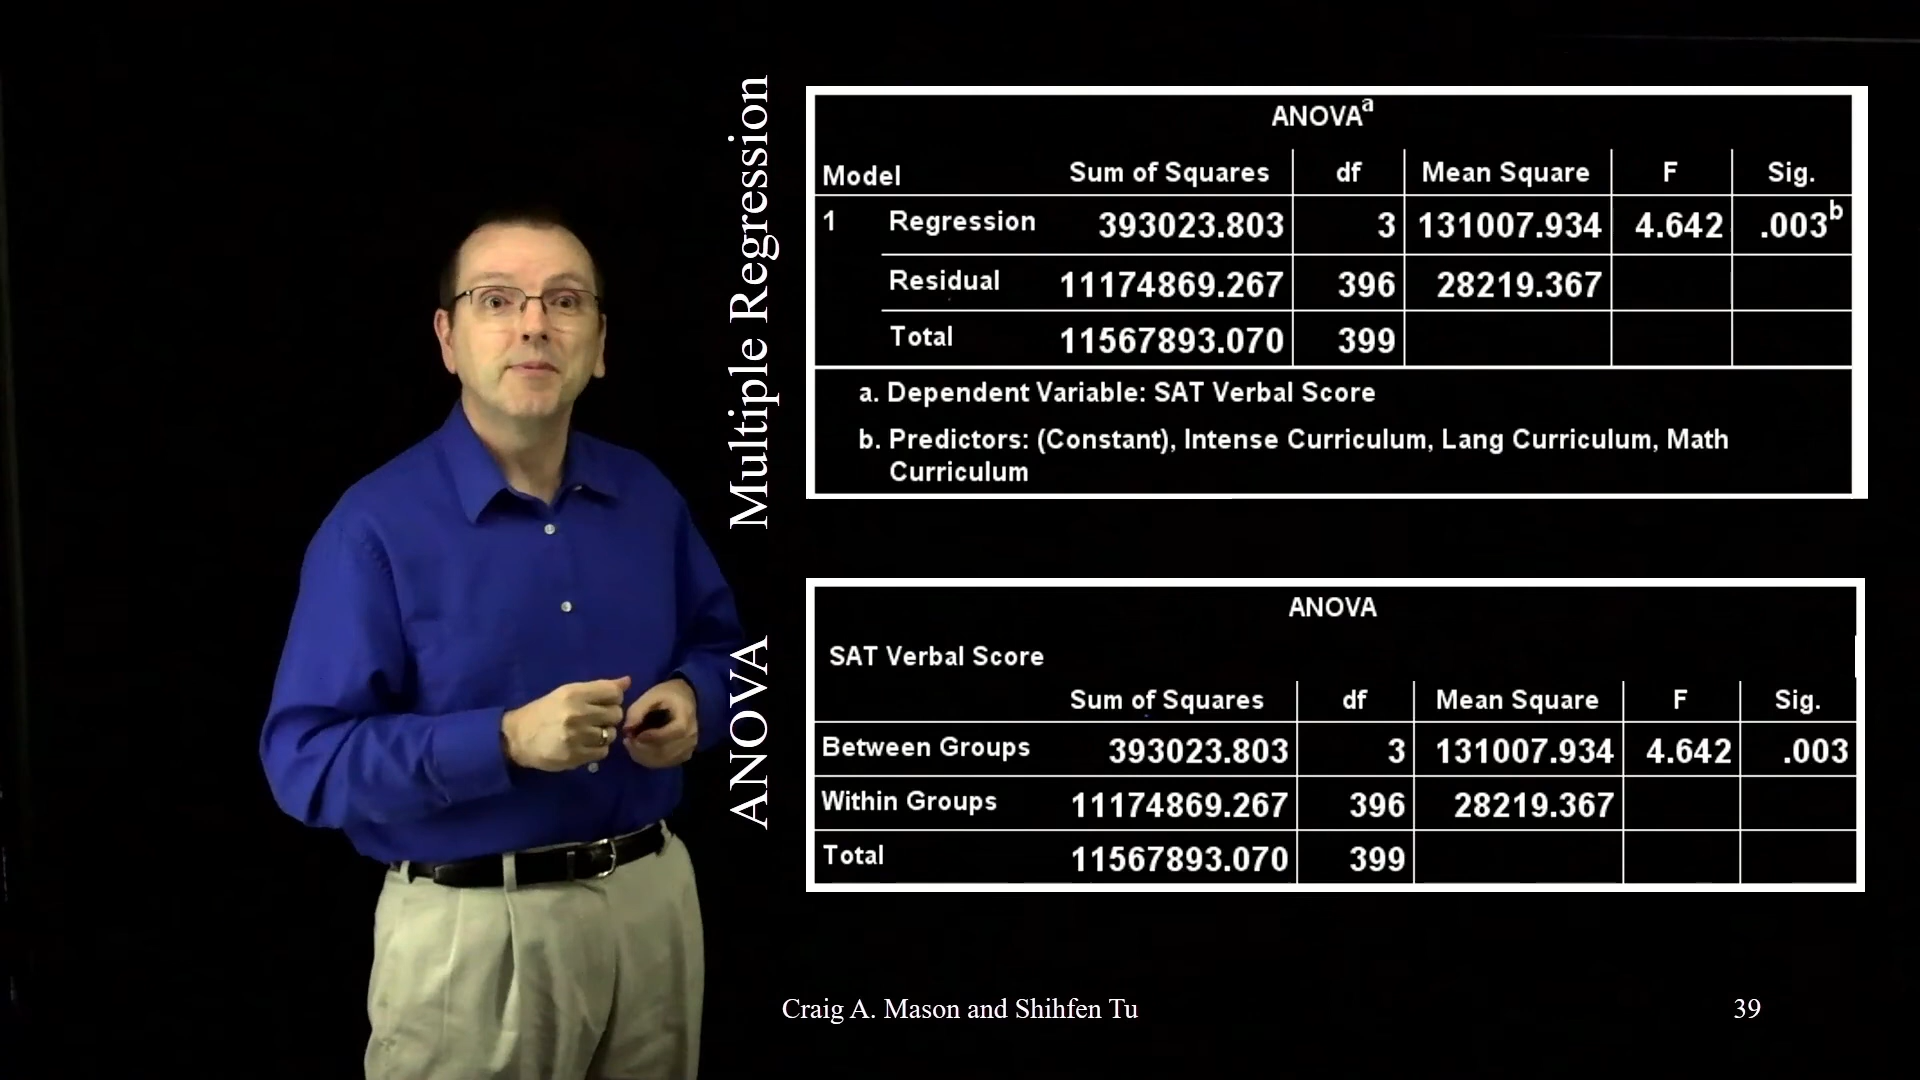 Multiple Regression
ANOVAa
Model Sum of Squares df Mean Square F Sig.
1 Regression 393023.803 3 131007.934 4.642 .003b
Residual 11174869.267 396 28219.367
Total 11567893.070 399
a. Dependent Variable: SAT Verbal Score
b. Predictors: (Constant), Intense Curriculum, Lang Curriculum, Math
Curriculum
ANOVA
ANOVA
SAT Verbal Score
Sum of Squares df Mean Square F Sig.
Between Groups 393023.803 3 131007.934 4.642 .003
Within Groups 11174869.267 396 28219.367
Total 11567893.070 399
Craig A. Mason and Shihfen Tu
39